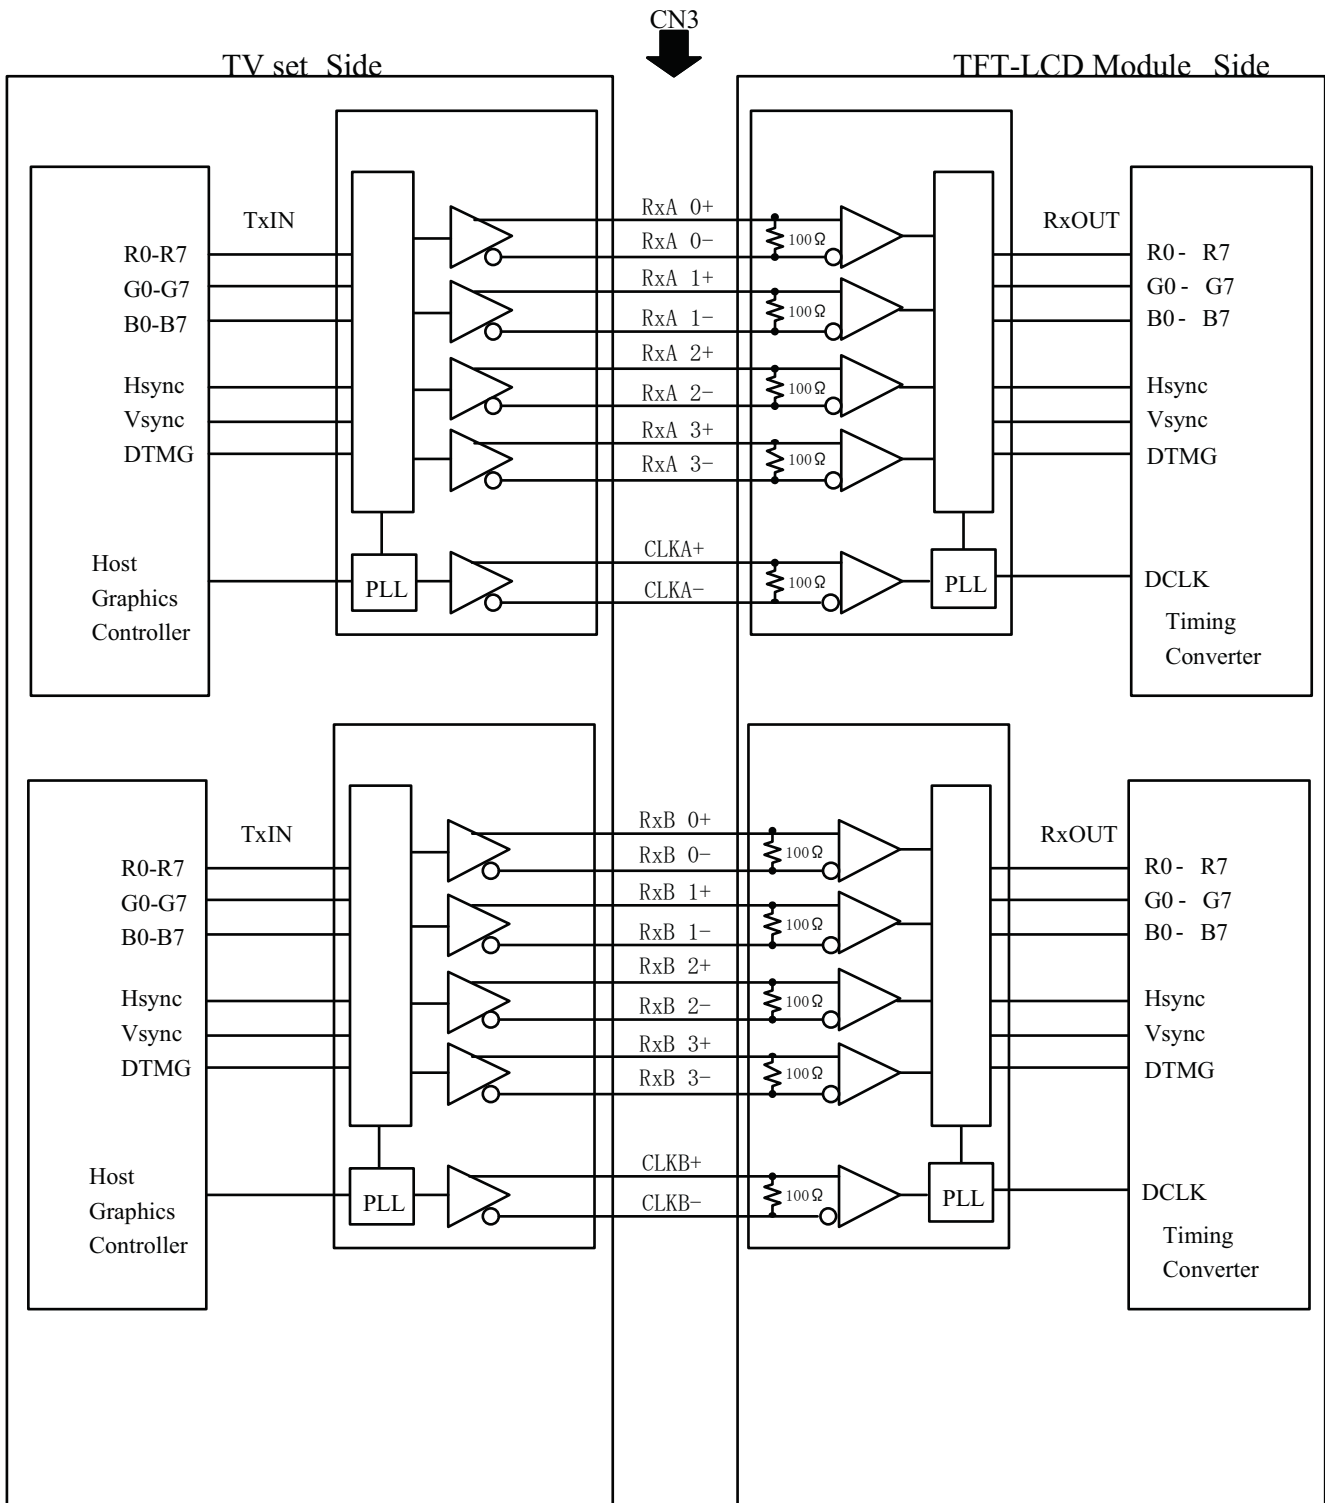 CN3
TV set Side
TFT-LCD Module Side
TxIN
R0-R7
G0-G7
B0-B7
Hsync
Vsync
DTMG
Host
Graphics
Controller
PLL
RxA 0+
RxA 0-
RxA 1+
RxA 1-
RxA 2+
RxA 2-
RxA 3+
RxA 3-
CLKA+
CLKA-
100Ω
100Ω
100Ω
100Ω
100Ω
PLL
RxOUT
R0- R7
G0- G7
B0- B7
Hsync
Vsync
DTMG
DCLK
Timing
Converter
TxIN
R0-R7
G0-G7
B0-B7
Hsync
Vsync
DTMG
Host
Graphics
Controller
PLL
RxB 0+
RxB 0-
RxB 1+
RxB 1-
RxB 2+
RxB 2-
RxB 3+
RxB 3-
CLKB+
CLKB-
100Ω
100Ω
100Ω
100Ω
100Ω
PLL
RxOUT
R0- R7
G0- G7
B0- B7
Hsync
Vsync
DTMG
DCLK
Timing
Converter